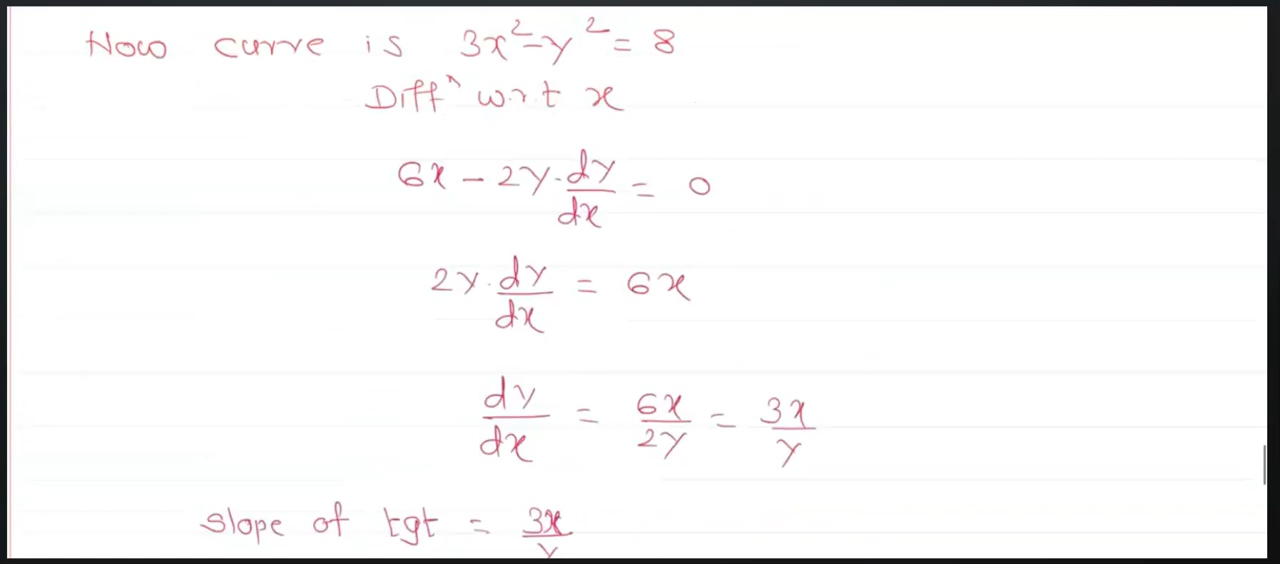 Now curve is 3x²-y² = 8
Diffⁿ w.r.t x
6x - 2y·dy/dx = 0
2y·dy/dx = 6x
dy/dx = 6x/2y = 3x/y
slope of tgt = 3x/y